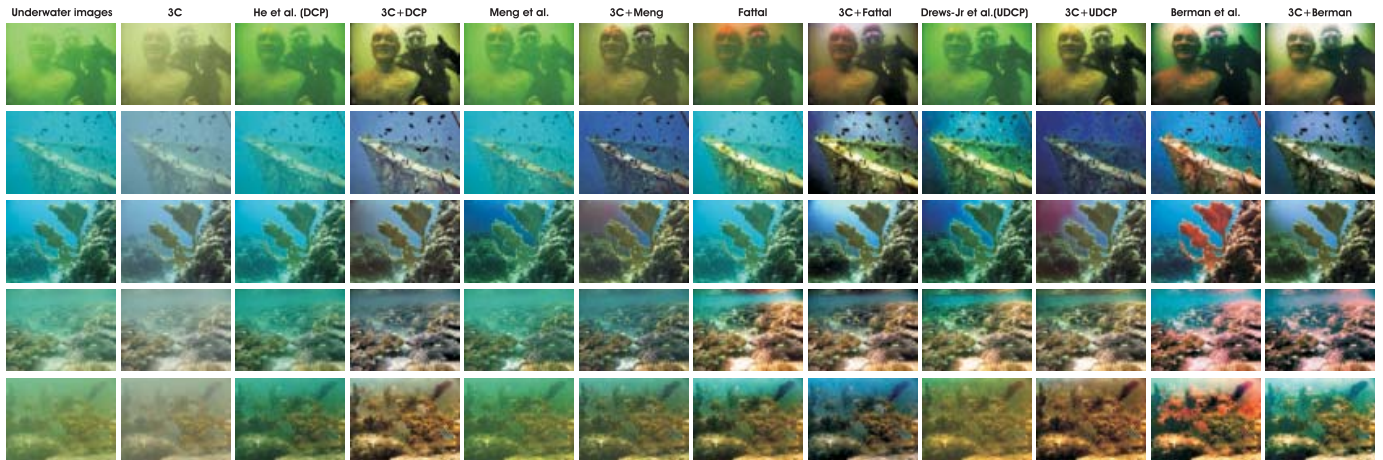 Underwater images 3C He et al. (DCP) 3C+DCP Meng et al. 3C+Meng Fattal 3C+Fattal Drews-Jr et al.(UDCP) 3C+UDCP Berman et al. 3C+Berman